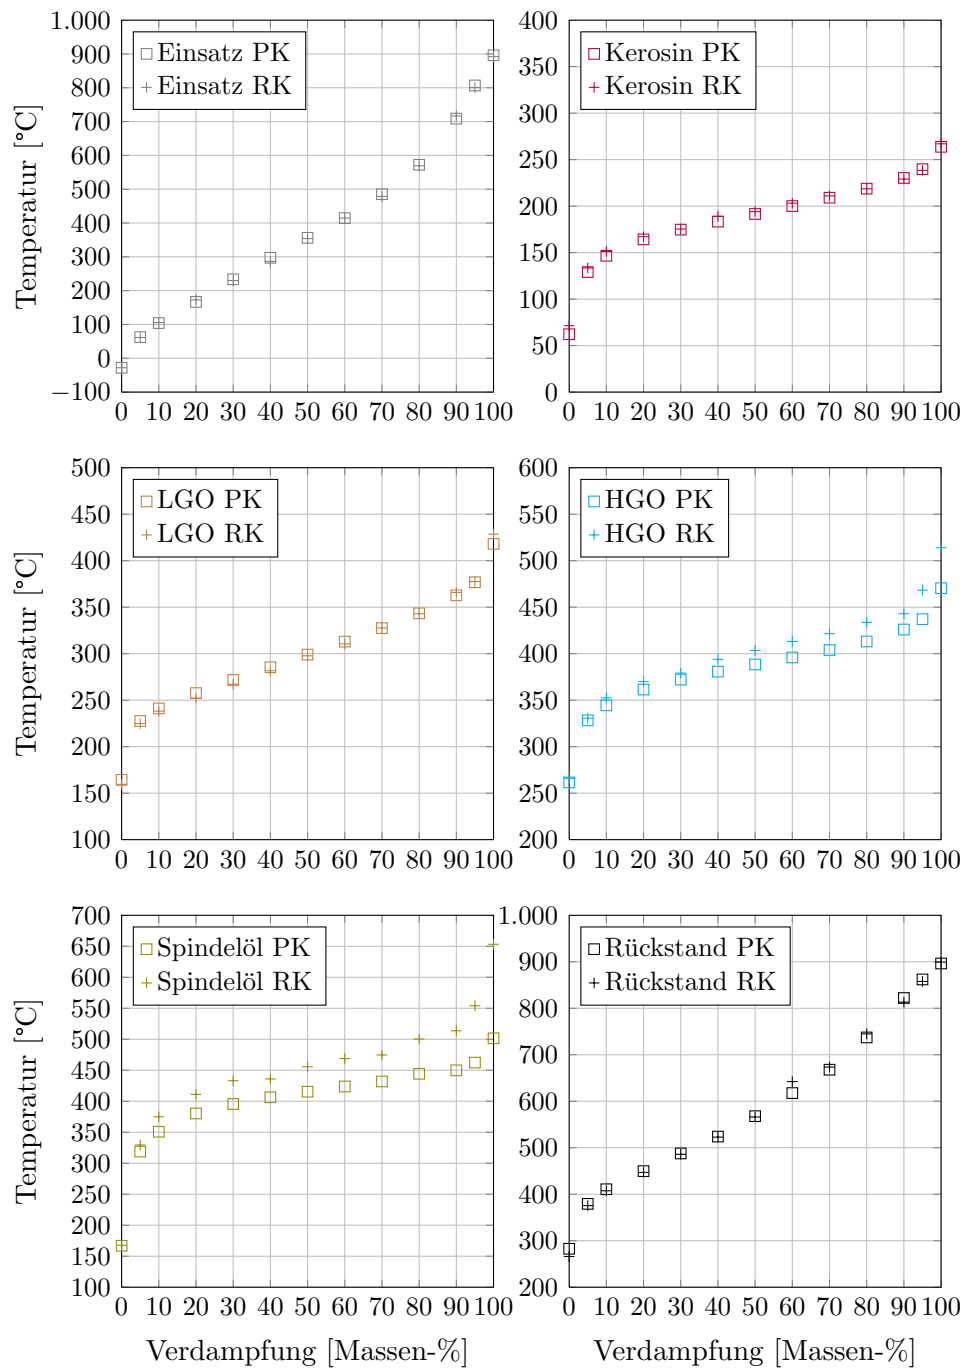 1.000
900
800
700
600
500
400
300
200
100
0
−100
0 10 20 30 40 50 60 70 80 90 100
Temperatur [°C]
Einsatz PK
Einsatz RK
400
350
300
250
200
150
100
50
0
0 10 20 30 40 50 60 70 80 90 100
Kerosin PK
Kerosin RK
500
450
400
350
300
250
200
150
100
0 10 20 30 40 50 60 70 80 90 100
Temperatur [°C]
LGO PK
LGO RK
600
550
500
450
400
350
300
250
200
0 10 20 30 40 50 60 70 80 90 100
HGO PK
HGO RK
700
650
600
550
500
450
400
350
300
250
200
150
100
0 10 20 30 40 50 60 70 80 90 100
Temperatur [°C]
Verdampfung [Massen-%]
Spindelöl PK
Spindelöl RK
1.000
900
800
700
600
500
400
300
200
0 10 20 30 40 50 60 70 80 90 100
Verdampfung [Massen-%]
Rückstand PK
Rückstand RK